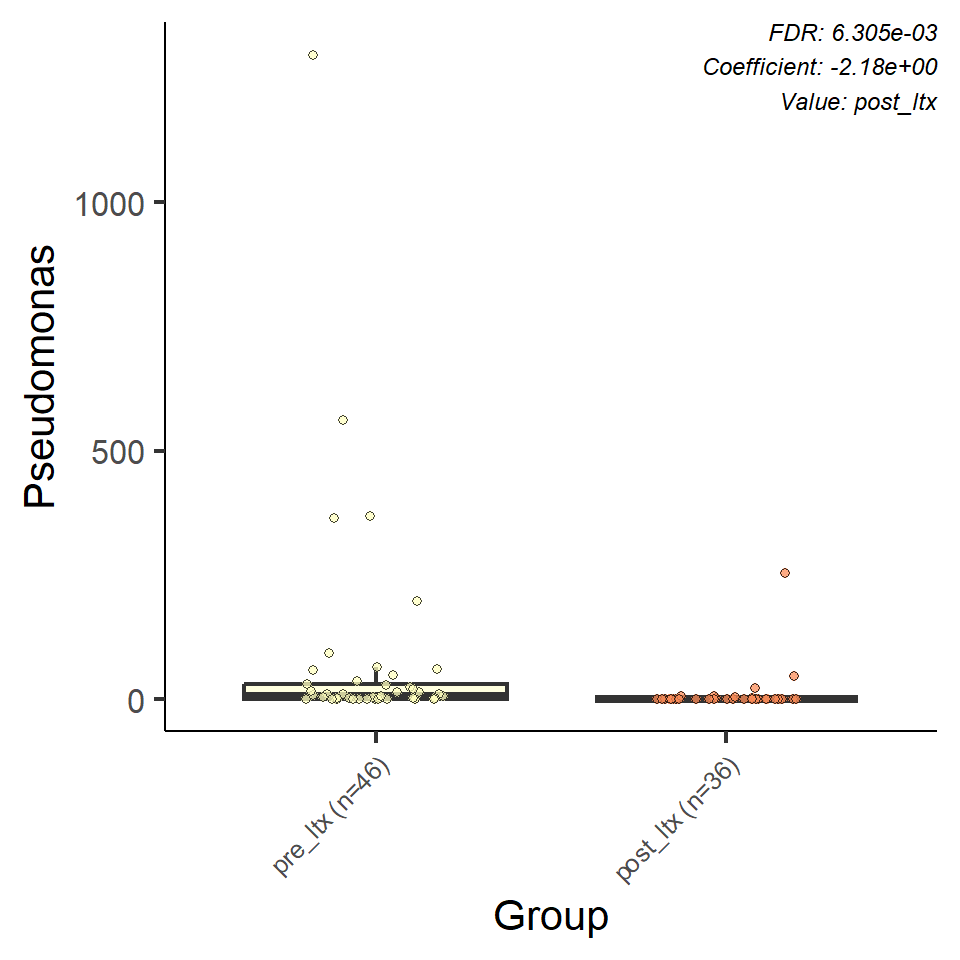 FDR: 6.305e-03
Coefficient: -2.18e+00
Value: post_ltx
1000
500
0
Pseudomonas
pre_ltx (n=46)
post_ltx (n=36)
Group